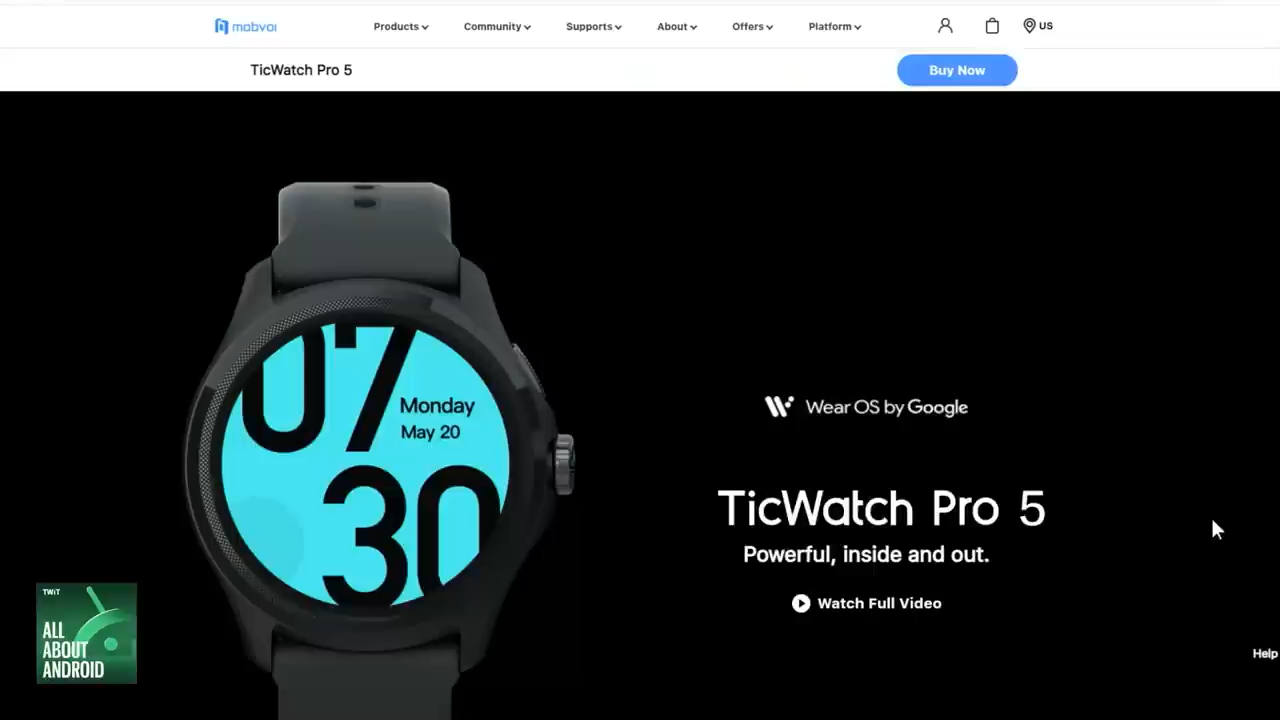 mobvoi
Products
Community
Supports
About
Offers
Platform
US
TicWatch Pro 5
Buy Now
07
Monday
May 20
30
Wear OS by Google
TicWatch Pro 5
Powerful, inside and out.
Watch Full Video
Help
TWiT
ALL
ABOUT
ANDROID